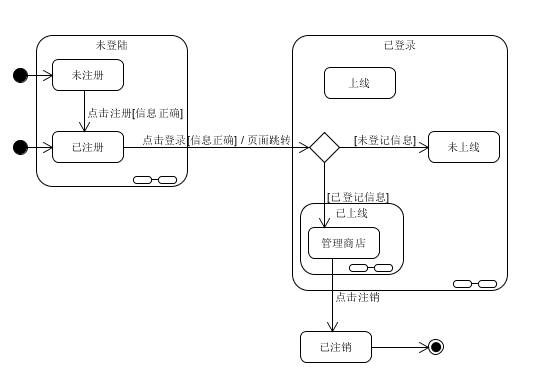 未登陆
已登录
未注册
上线
点击注册[信息正确]
已注册
点击登录[信息正确] / 页面跳转
[未登记信息]
未上线
[已登记信息]
已上线
管理商店
点击注销
已注销